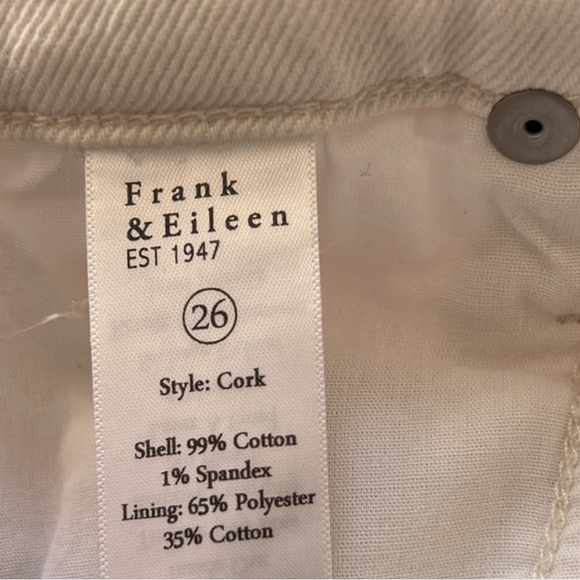 Frank
& Eileen
EST 1947
26
Style: Cork
Shell: 99% Cotton
1% Spandex
Lining: 65% Polyester
35% Cotton